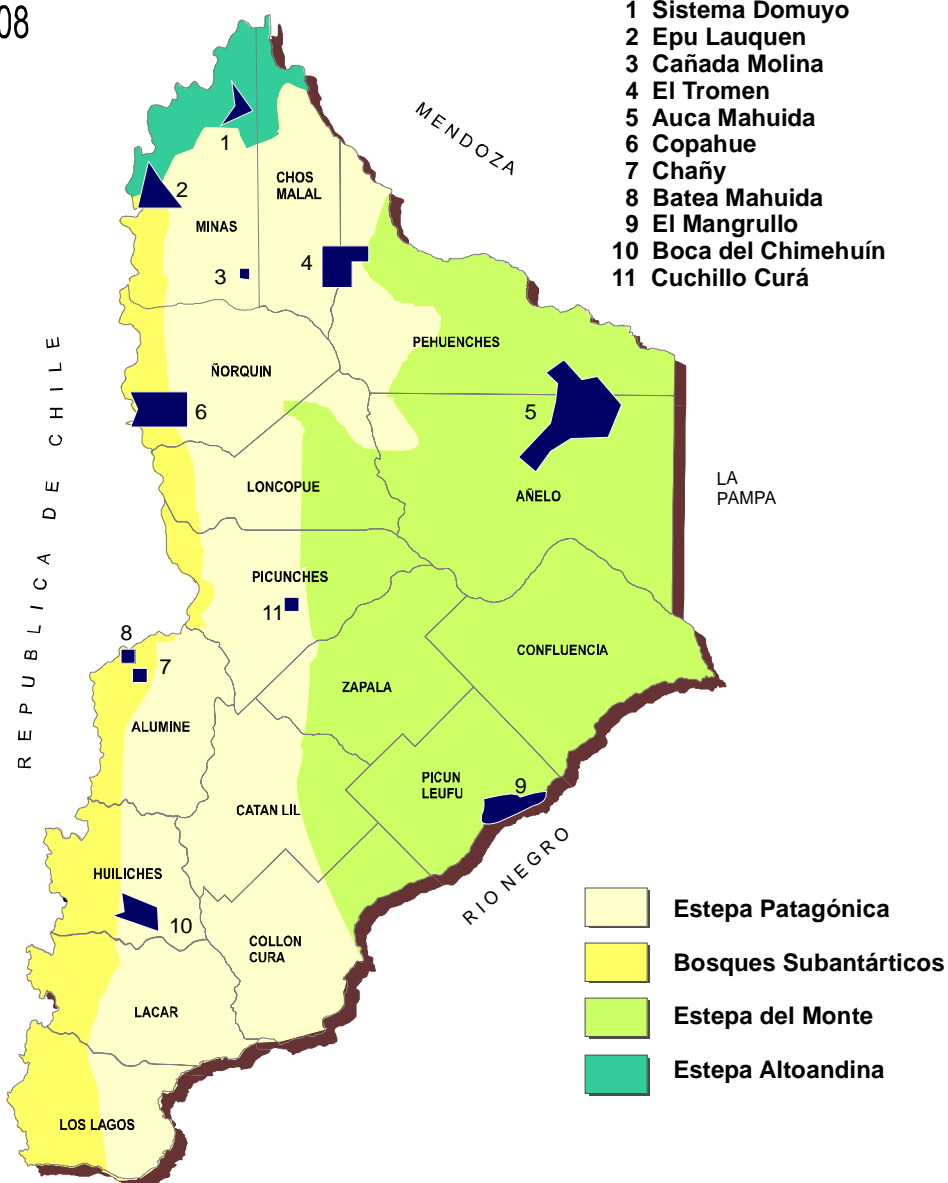 08
1 Sistema Domuyo
2 Epu Lauquen
3 Cañada Molina
4 El Tromen
5 Auca Mahuida
6 Copahue
7 Chañy
8 Batea Mahuida
9 El Mangrullo
10 Boca del Chimehuín
11 Cuchillo Curá
MENDOZA
1
CHOS
MALAL
2
MINAS
3
4
REPUBLICA DE CHILE
PEHUENCHES
ÑORQUIN
5
6
LA
PAMPA
LONCOPUE
AÑELO
PICUNCHES
11
8
7
CONFLUENCIA
ZAPALA
ALUMINE
PICUN
LEUFU
9
CATAN LIL
RIO NEGRO
HUILICHES
10
COLLON
CURA
LACAR
LOS LAGOS
Estepa Patagónica
Bosques Subantárticos
Estepa del Monte
Estepa Altoandina